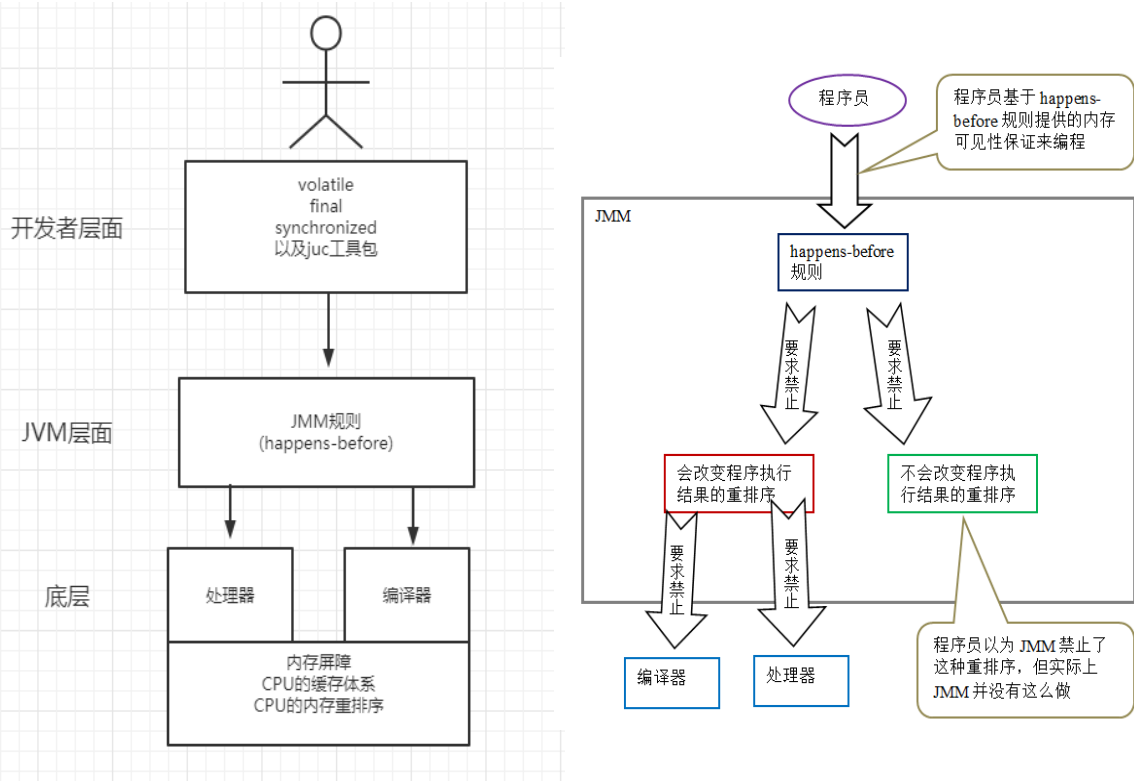 开发者层面
volatile
final
synchronized
以及juc工具包
JVM层面
JMM规则
(happens-before)
底层
处理器
编译器
内存屏障
CPU的缓存体系
CPU的内存重排序
程序员
程序员基于 happens-
before 规则提供的内存
可见性保证来编程
JMM
happens-before
规则
要求禁止
要求禁止
会改变程序执行
结果的重排序
不会改变程序执
行结果的重排序
要求禁止
要求禁止
编译器
处理器
程序员以为 JMM 禁止了
这种重排序，但实际上
JMM 并没有这么做